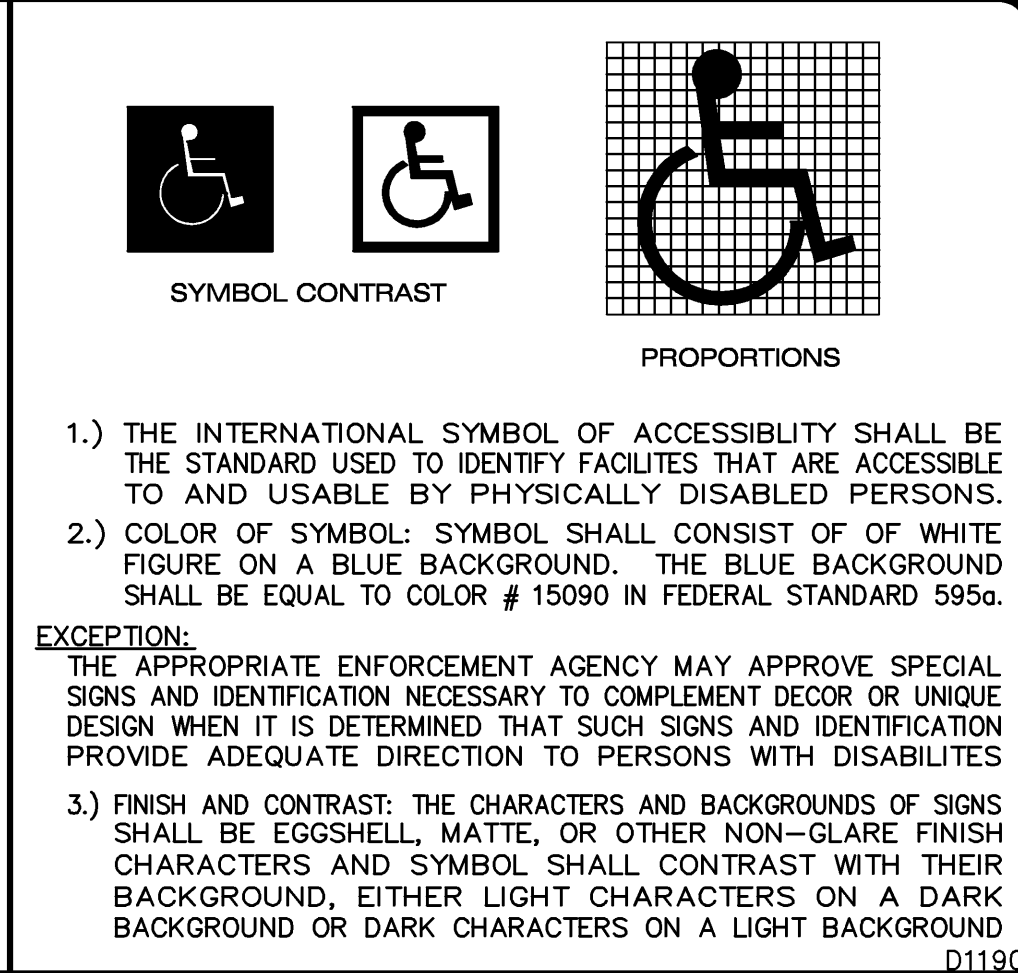 SYMBOL CONTRAST
PROPORTIONS
1.) THE INTERNATIONAL SYMBOL OF ACCESSIBLITY SHALL BE
THE STANDARD USED TO IDENTIFY FACILITES THAT ARE ACCESSIBLE
TO AND USABLE BY PHYSICALLY DISABLED PERSONS.
2.) COLOR OF SYMBOL: SYMBOL SHALL CONSIST OF OF WHITE
FIGURE ON A BLUE BACKGROUND. THE BLUE BACKGROUND
SHALL BE EQUAL TO COLOR # 15090 IN FEDERAL STANDARD 595a.
EXCEPTION:
THE APPROPRIATE ENFORCEMENT AGENCY MAY APPROVE SPECIAL
SIGNS AND IDENTIFICATION NECESSARY TO COMPLEMENT DECOR OR UNIQUE
DESIGN WHEN IT IS DETERMINED THAT SUCH SIGNS AND IDENTIFICATION
PROVIDE ADEQUATE DIRECTION TO PERSONS WITH DISABILITES
3.) FINISH AND CONTRAST: THE CHARACTERS AND BACKGROUNDS OF SIGNS
SHALL BE EGGSHELL, MATTE, OR OTHER NON-GLARE FINISH
CHARACTERS AND SYMBOL SHALL CONTRAST WITH THEIR
BACKGROUND, EITHER LIGHT CHARACTERS ON A DARK
BACKGROUND OR DARK CHARACTERS ON A LIGHT BACKGROUND
D1190